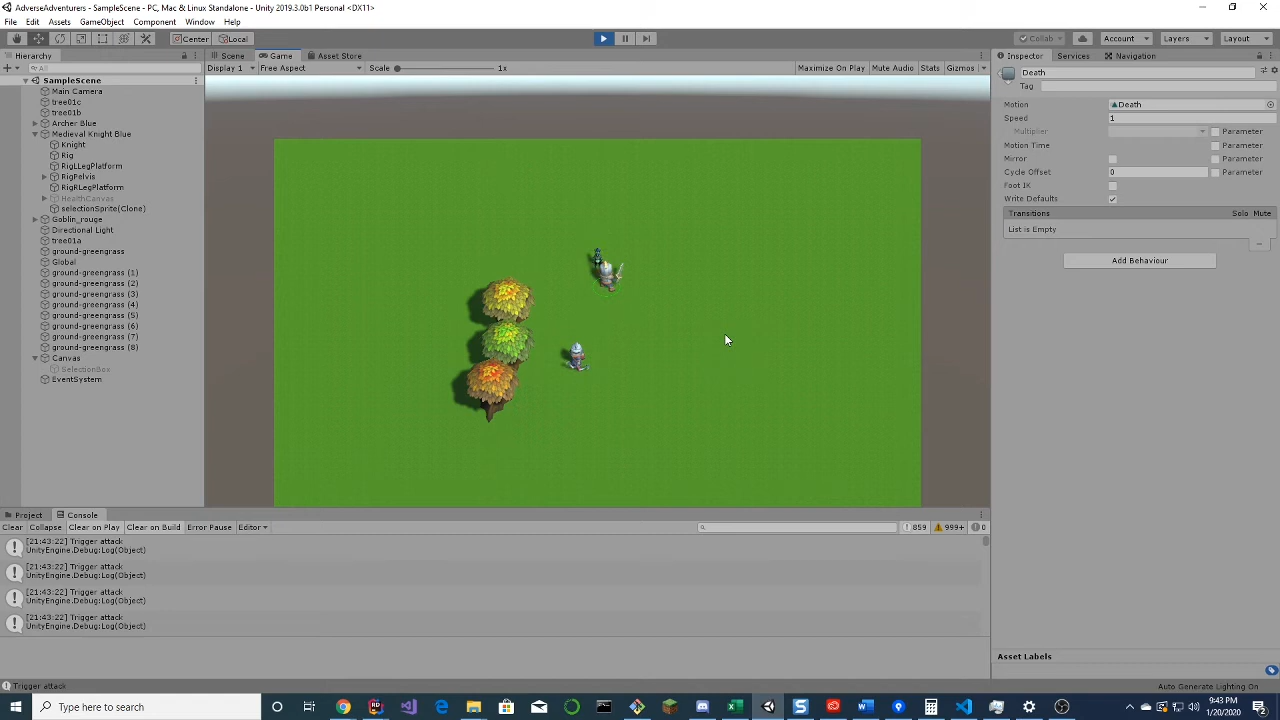 AdverseAdventurers - SampleScene - PC, Mac & Linux Standalone - Unity 2019.3.0b1 Personal <DX11>
File Edit Assets GameObject Component Window Help
Center Local Collab Account Layers Layout
Hierarchy Scene Game Asset Store Inspector Services Navigation
All Display 1 Free Aspect Scale 1x Maximize On Play Mute Audio Stats Gizmos
SampleScene
Main Camera
tree01c
tree01b
Archer Blue
Medieval Knight Blue
Knight
Rig
RigLLegPlatform
RigPelvis
RigRLegPlatform
HealthCanvas
selectionSprite(Clone)
Goblin_rouge
Directional Light
tree01a
ground-greengrass
Global
ground-greengrass (1)
ground-greengrass (2)
ground-greengrass (3)
ground-greengrass (4)
ground-greengrass (5)
ground-greengrass (6)
ground-greengrass (7)
ground-greengrass (8)
Canvas
SelectionBox
EventSystem
Death
Tag
Motion Death
Speed 1
Multiplier Parameter
Motion Time Parameter
Mirror Parameter
Cycle Offset 0 Parameter
Foot IK
Write Defaults
Transitions Solo Mute
List is Empty
Add Behaviour
Asset Labels
Project Console
Clear Collapse Clear on Play Clear on Build Error Pause Editor 859 999+ 0
[21:43:22] Trigger attack
UnityEngine.Debug:Log(Object)
[21:43:22] Trigger attack
UnityEngine.Debug:Log(Object)
[21:43:22] Trigger attack
UnityEngine.Debug:Log(Object)
[21:43:22] Trigger attack
UnityEngine.Debug:Log(Object)
Trigger attack Auto Generate Lighting On
Type here to search
9:43 PM
1/20/2020